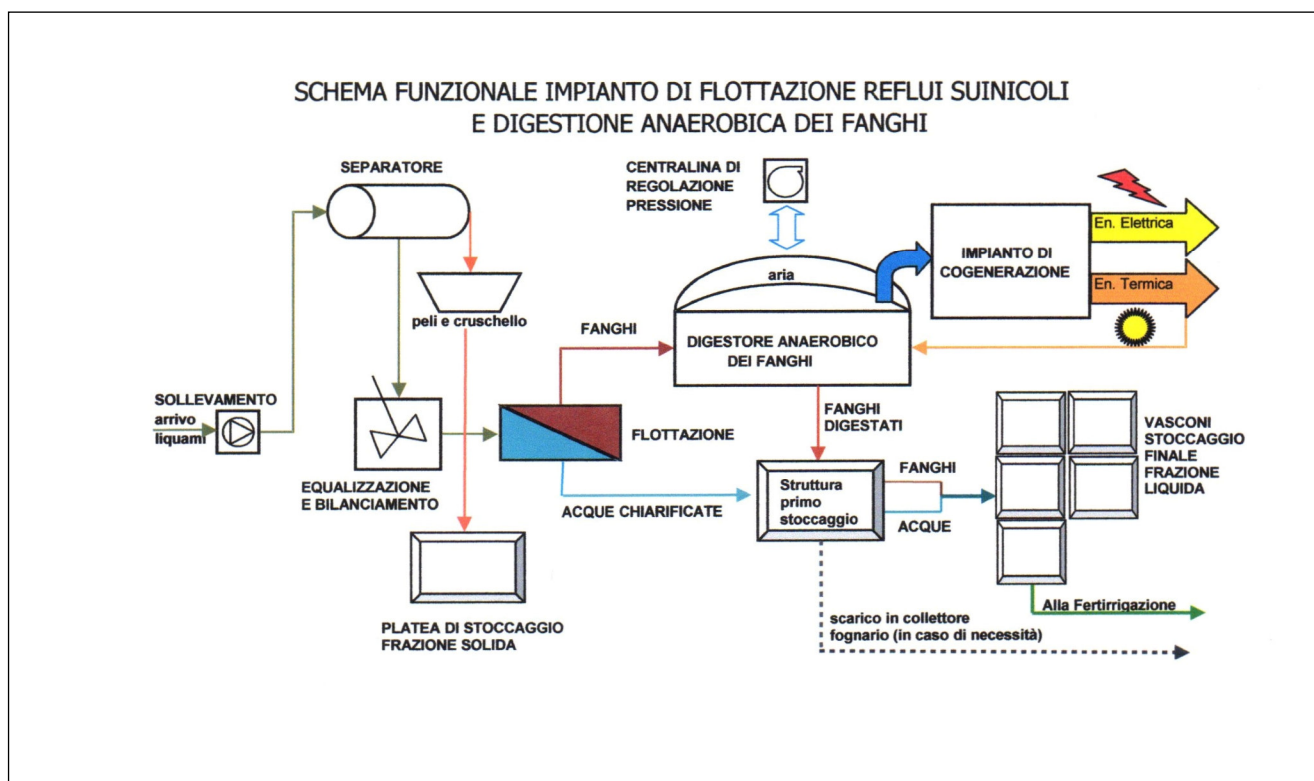 SCHEMA FUNZIONALE IMPIANTO DI FLOTTAZIONE REFLUI SUINICOLI
E DIGESTIONE ANAEROBICA DEI FANGHI
SEPARATORE
CENTRALINA DI
REGOLAZIONE
PRESSIONE
En. Elettrica
IMPIANTO DI
COGENERAZIONE
aria
En. Termica
peli e cruschello
FANGHI
DIGESTORE ANAEROBICO
DEI FANGHI
SOLLEVAMENTO
arrivo
liquami
FANGHI
DIGESTATI
FLOTTAZIONE
VASCONI
STOCCAGGIO
FINALE
FRAZIONE
LIQUIDA
EQUALIZZAZIONE
E BILANCIAMENTO
ACQUE CHIARIFICATE
Struttura
primo
stoccaggio
FANGHI
ACQUE
Alla Fertirrigazione
PLATEA DI STOCCAGGIO
FRAZIONE SOLIDA
scarico in collettore
fognario (in caso di necessità)